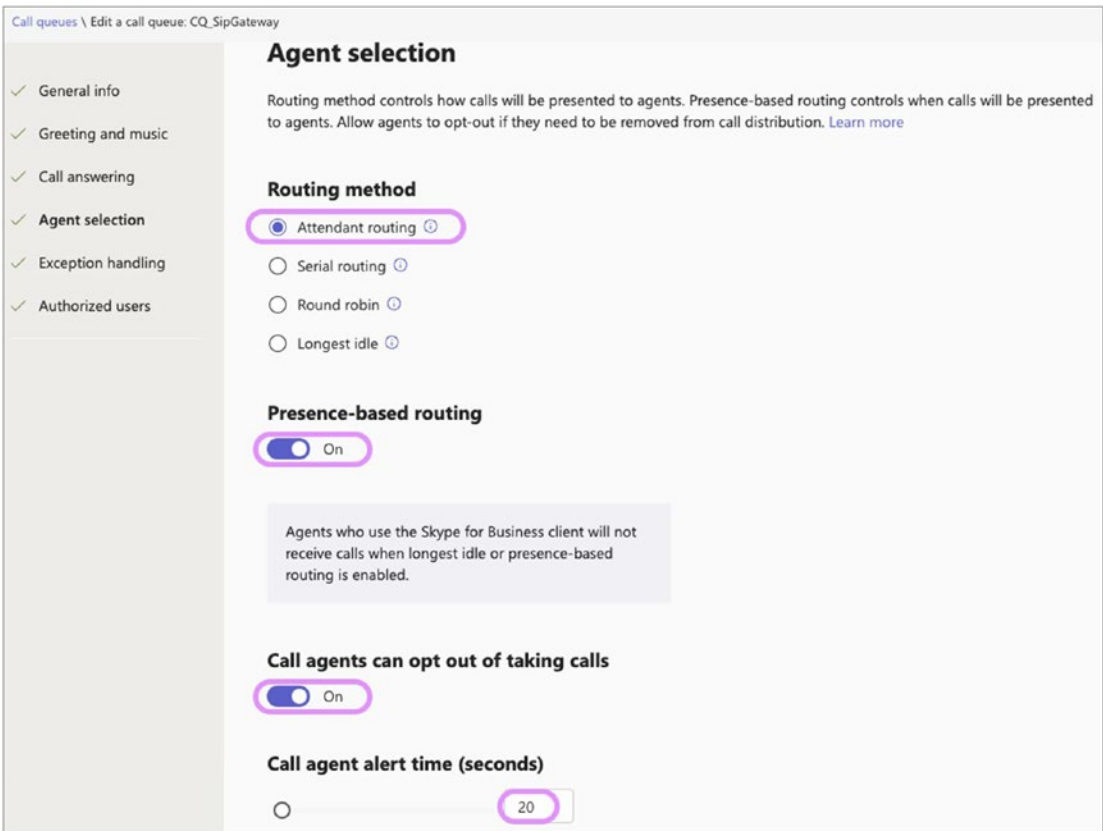 Call queues \ Edit a call queue: CQ_SipGateway
General info
Greeting and music
Call answering
Agent selection
Exception handling
Authorized users
Agent selection
Routing method controls how calls will be presented to agents. Presence-based routing controls when calls will be presented
to agents. Allow agents to opt-out if they need to be removed from call distribution. Learn more
Routing method
Attendant routing
Serial routing
Round robin
Longest idle
Presence-based routing
On
Agents who use the Skype for Business client will not
receive calls when longest idle or presence-based
routing is enabled.
Call agents can opt out of taking calls
On
Call agent alert time (seconds)
20